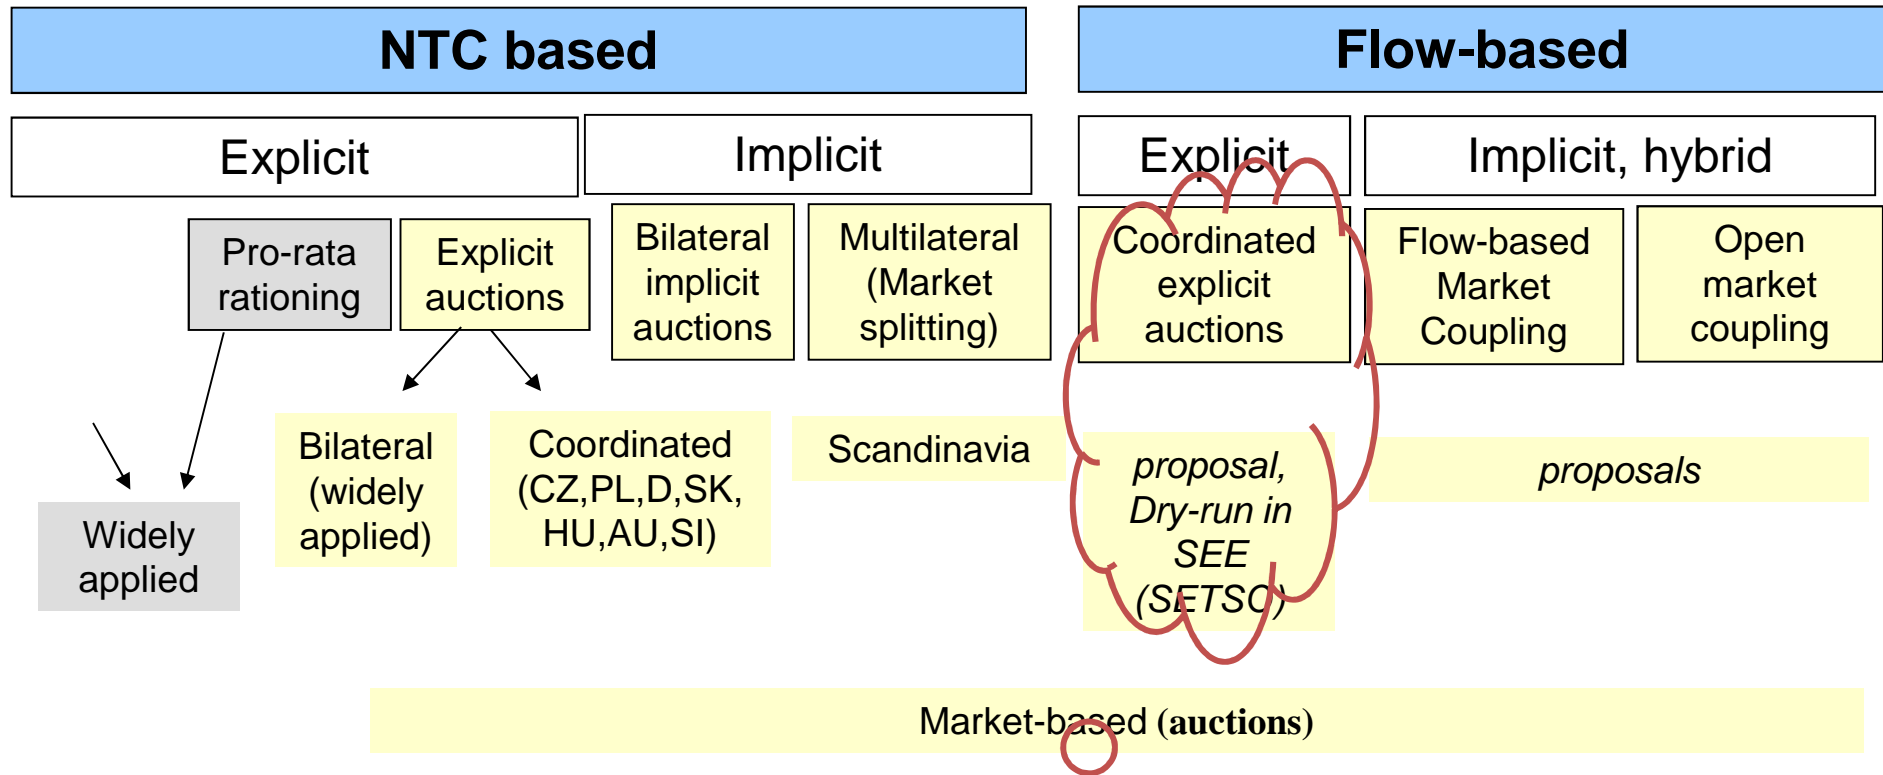 NTC based
Flow-based
Explicit
Implicit
Explicit
Implicit, hybrid
Pro-rata
rationing
Explicit
auctions
Bilateral
implicit
auctions
Multilateral
(Market
splitting)
Coordinated
explicit
auctions
Flow-based
Market
Coupling
Open
market
coupling
Widely
applied
Bilateral
(widely
applied)
Coordinated
(CZ,PL,D,SK,
HU,AU,SI)
Scandinavia
proposal,
Dry-run in
SEE
(SETSO)
proposals
Market-based (auctions)